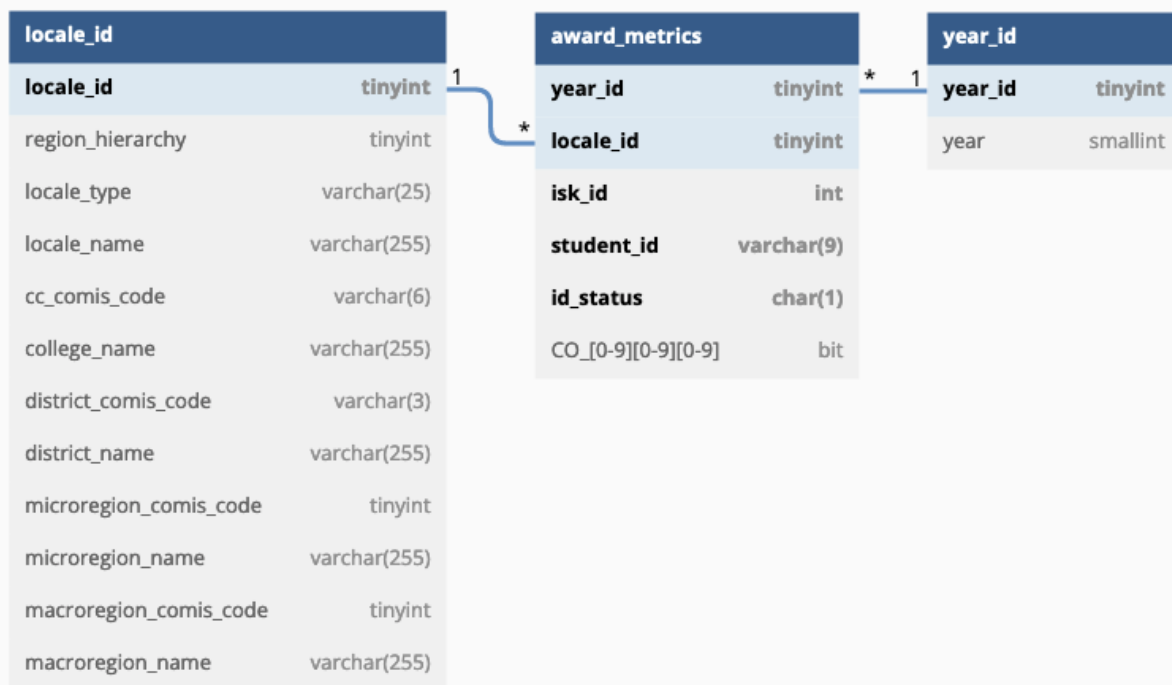 locale_id
locale_id tinyint
region_hierarchy tinyint
locale_type varchar(25)
locale_name varchar(255)
cc_comis_code varchar(6)
college_name varchar(255)
district_comis_code varchar(3)
district_name varchar(255)
microregion_comis_code tinyint
microregion_name varchar(255)
macroregion_comis_code tinyint
macroregion_name varchar(255)
1
*
award_metrics
year_id tinyint
locale_id tinyint
isk_id int
student_id varchar(9)
id_status char(1)
CO_[0-9][0-9][0-9] bit
*
1
year_id
year_id tinyint
year smallint